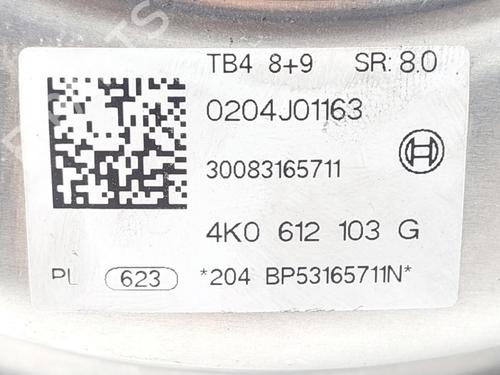 TB4 8+9 SR: 8.0
0204J01163
30083165711
4K0 612 103 G
PL 623 *204 BP53165711N*